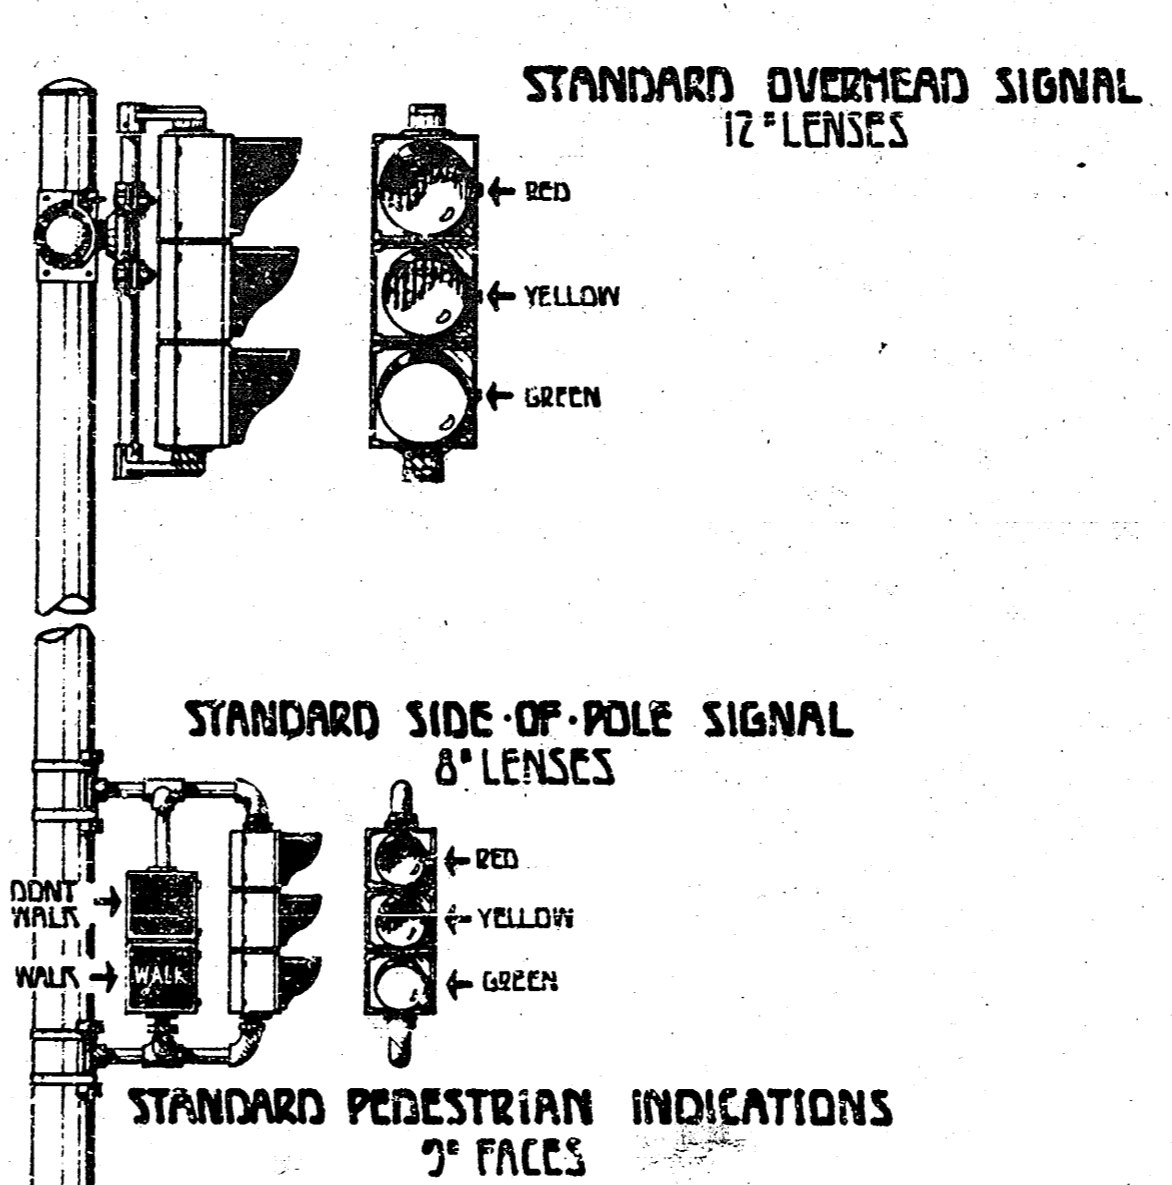 STANDARD OVERHEAD SIGNAL
12" LENSES
RED
YELLOW
GREEN
STANDARD SIDE·OF·POLE SIGNAL
8" LENSES
RED
DONT
WALK
YELLOW
WALK
WALK
GREEN
STANDARD PEDESTRIAN INDICATIONS
9" FACES